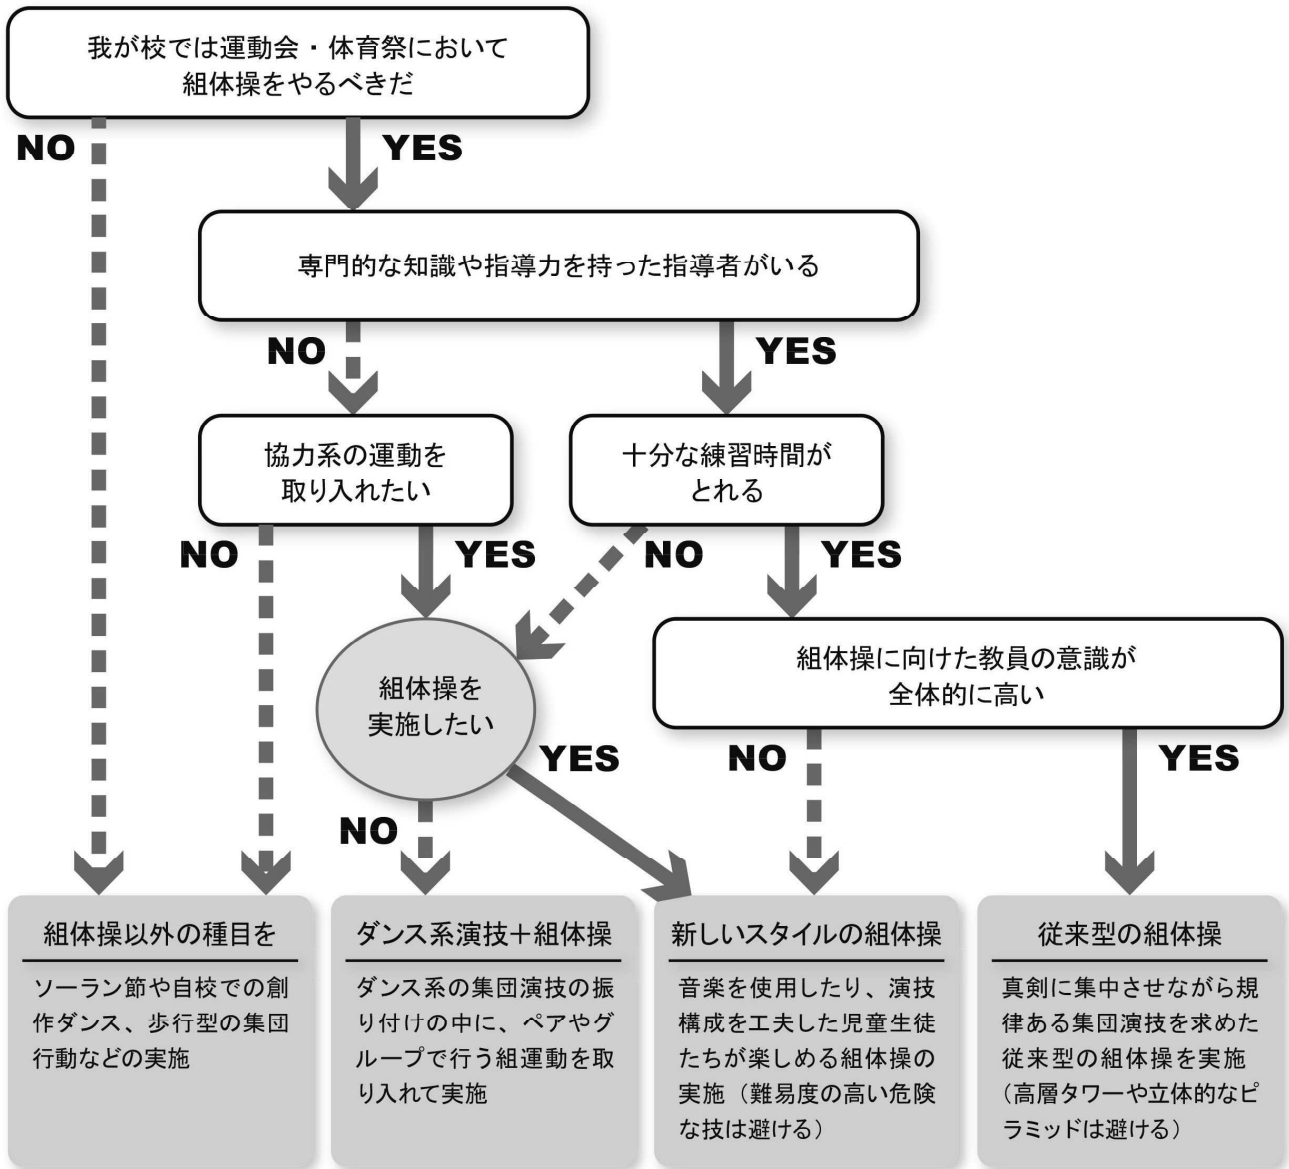 我が校では運動会・体育祭において
組体操をやるべきだ
NO
YES
専門的な知識や指導力を持った指導者がいる
NO
YES
協力系の運動を
取り入れたい
十分な練習時間が
とれる
NO
YES
NO
YES
組体操を
実施したい
組体操に向けた教員の意識が
全体的に高い
NO
YES
NO
YES
組体操以外の種目を
ソーラン節や自校での創
作ダンス、歩行型の集団
行動などの実施
ダンス系演技＋組体操
ダンス系の集団演技の振
り付けの中に、ペアやグ
ループで行う組運動を取
り入れて実施
新しいスタイルの組体操
音楽を使用したり、演技
構成を工夫した児童生徒
たちが楽しめる組体操の
実施（難易度の高い危険
な技は避ける）
従来型の組体操
真剣に集中させながら規
律ある集団演技を求めた
従来型の組体操を実施
（高層タワーや立体的なピ
ラミッドは避ける）